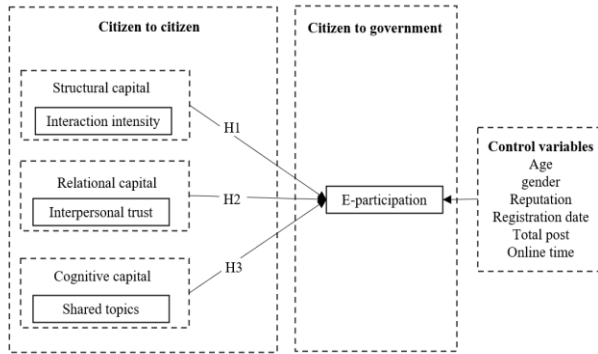 Citizen to citizen
Structural capital
Interaction intensity
Relational capital
Interpersonal trust
Cognitive capital
Shared topics
H1
H2
H3
Citizen to government
E-participation
Control variables
Age
gender
Reputation
Registration date
Total post
Online time